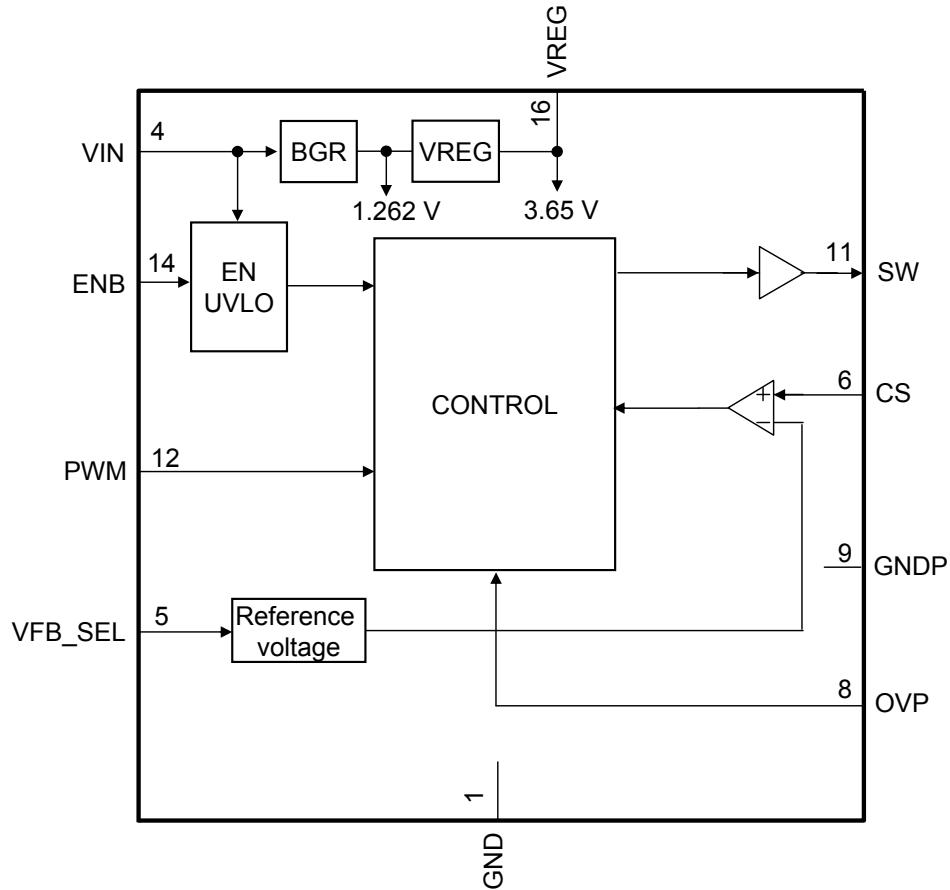 VREG
16
4
VIN
BGR
VREG
1.262 V
3.65 V
14
ENB
EN
UVLO
11
SW
CONTROL
+
−
6
CS
12
PWM
9
GNDP
5
VFB_SEL
Reference
voltage
8
OVP
1
GND